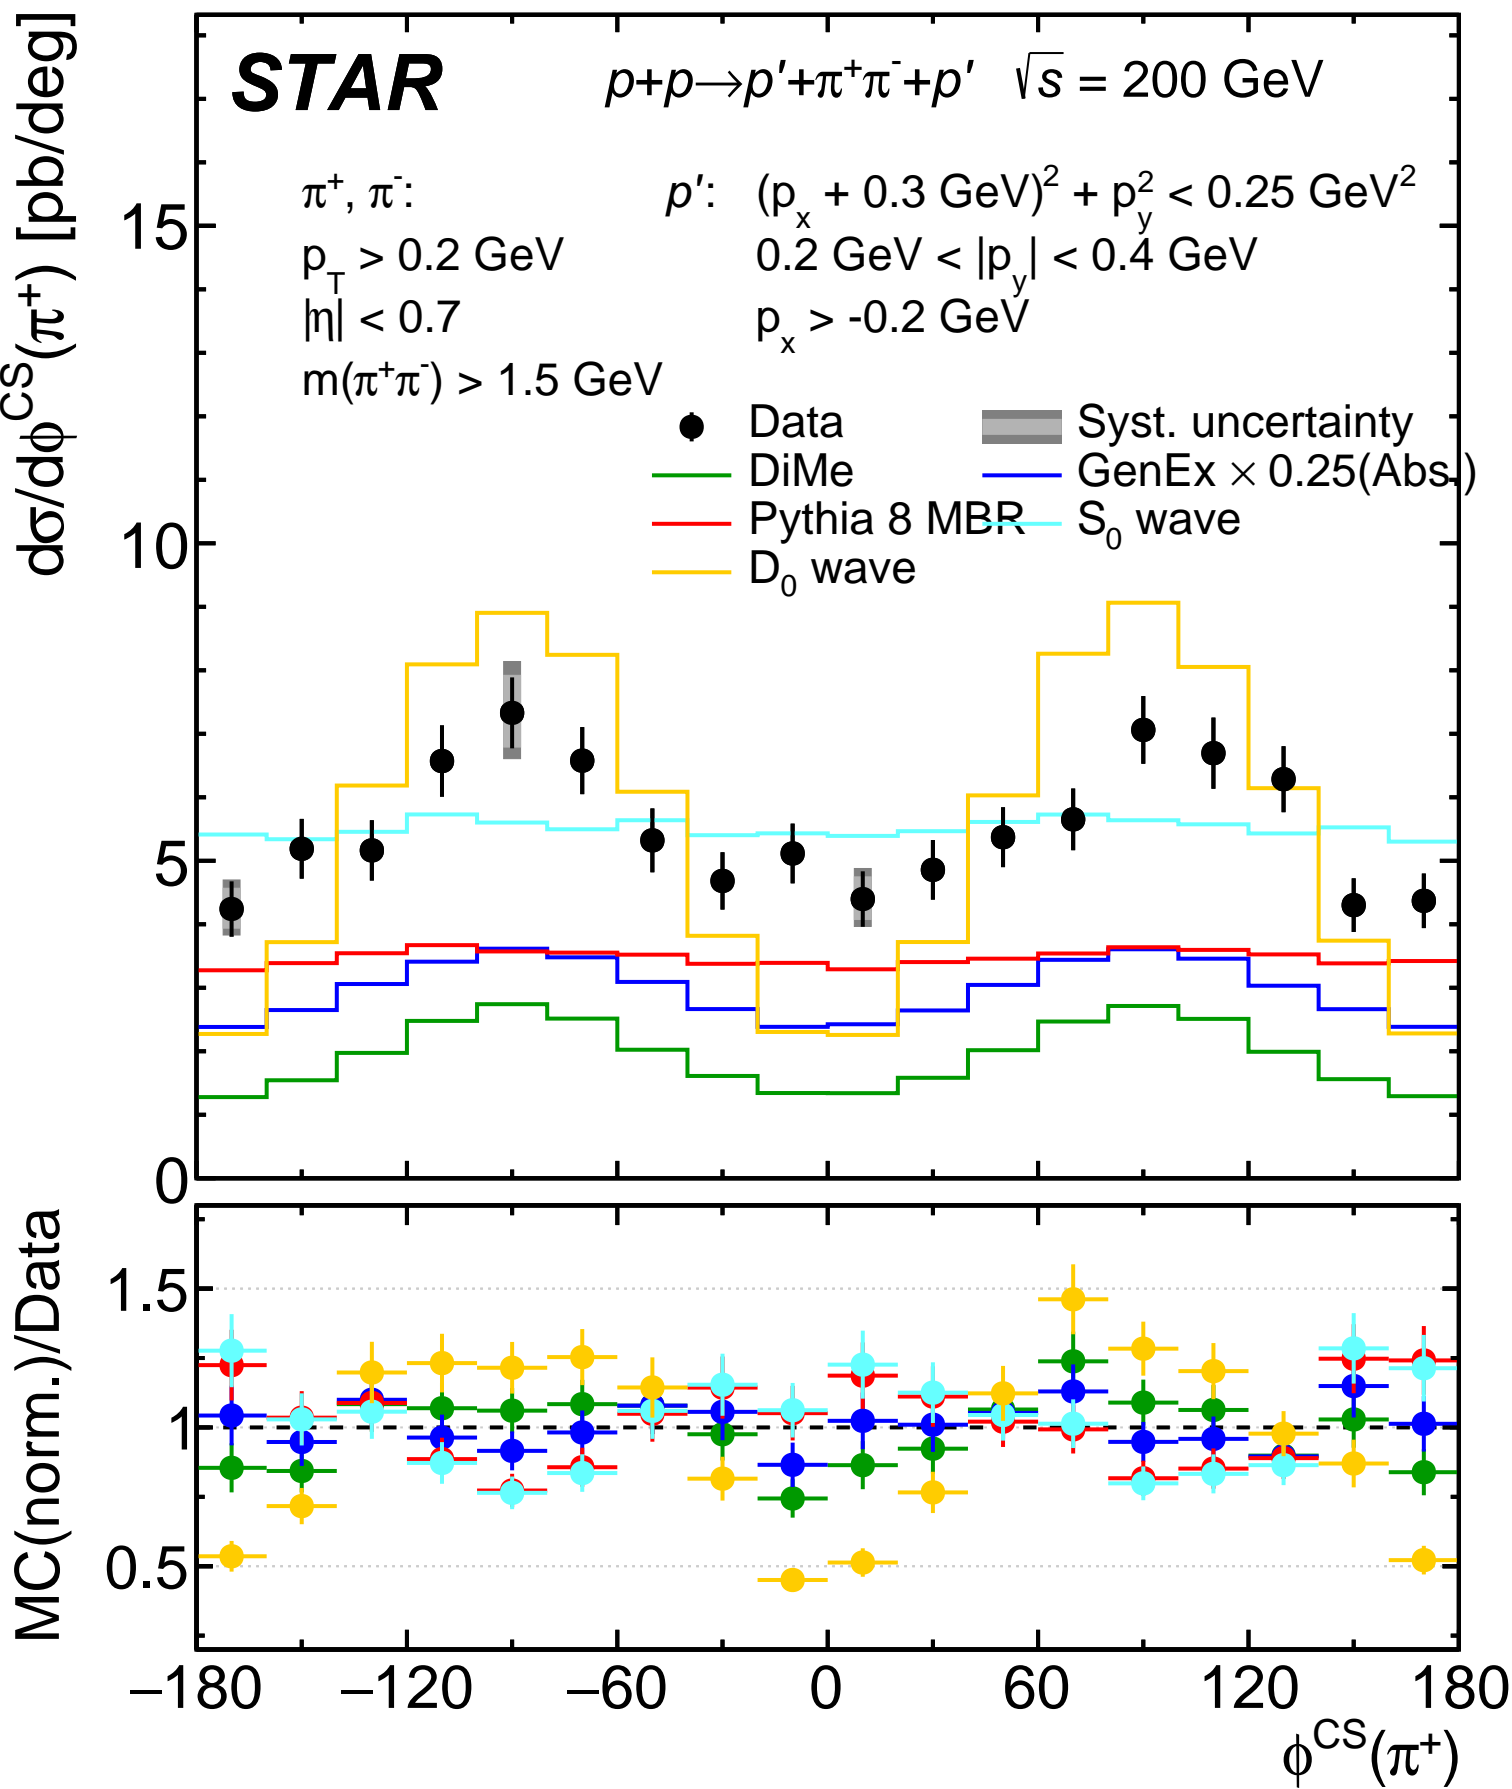 STAR p+p→p′+π⁺π⁻+p′ √s = 200 GeV
π⁺, π⁻: p′: (pₓ + 0.3 GeV)² + p_y² < 0.25 GeV²
p_T > 0.2 GeV 0.2 GeV < |p_y| < 0.4 GeV
|η| < 0.7 pₓ > -0.2 GeV
m(π⁺π⁻) > 1.5 GeV
Data Syst. uncertainty
DiMe GenEx × 0.25(Abs.)
Pythia 8 MBR S₀ wave
D₀ wave
dσ/dϕ^CS(π⁺) [pb/deg]
15
10
5
0
MC(norm.)/Data
1.5
1
0.5
−180 −120 −60 0 60 120 180
ϕ^CS(π⁺)